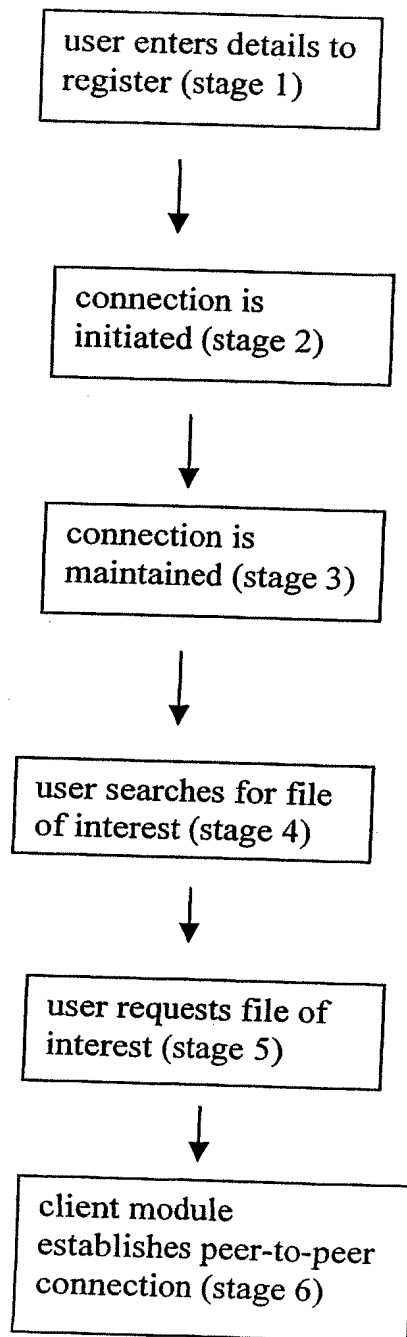 user enters details to
register (stage 1)
connection is
initiated (stage 2)
connection is
maintained (stage 3)
user searches for file
of interest (stage 4)
user requests file of
interest (stage 5)
client module
establishes peer-to-peer
connection (stage 6)